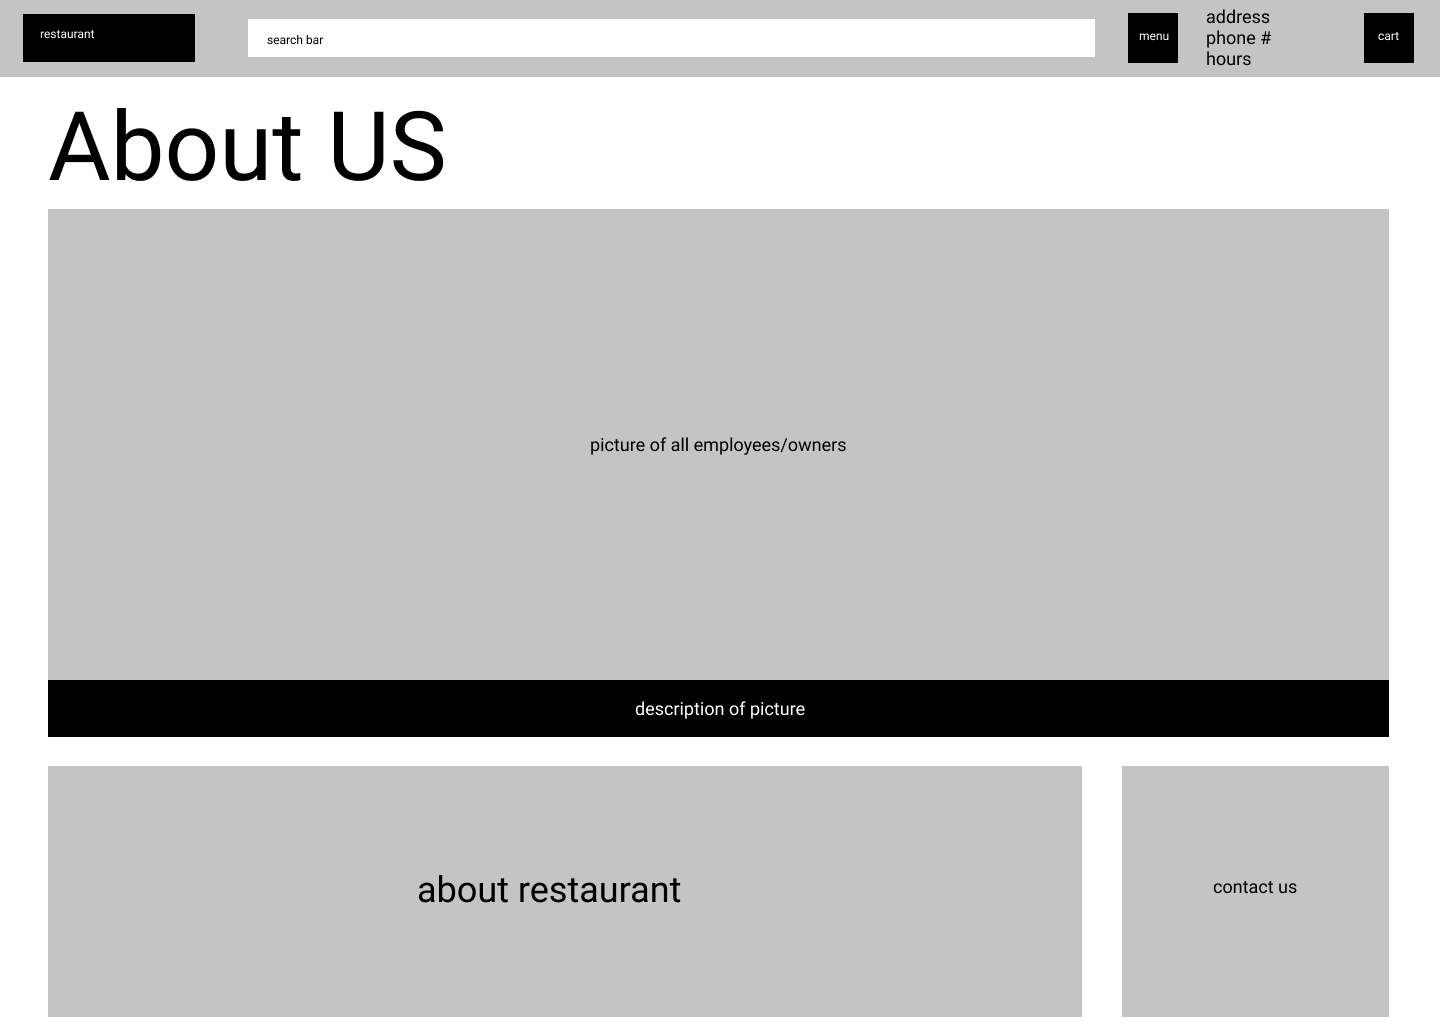 restaurant
search bar
menu
address
phone #
hours
cart
About US
picture of all employees/owners
description of picture
about restaurant
contact us